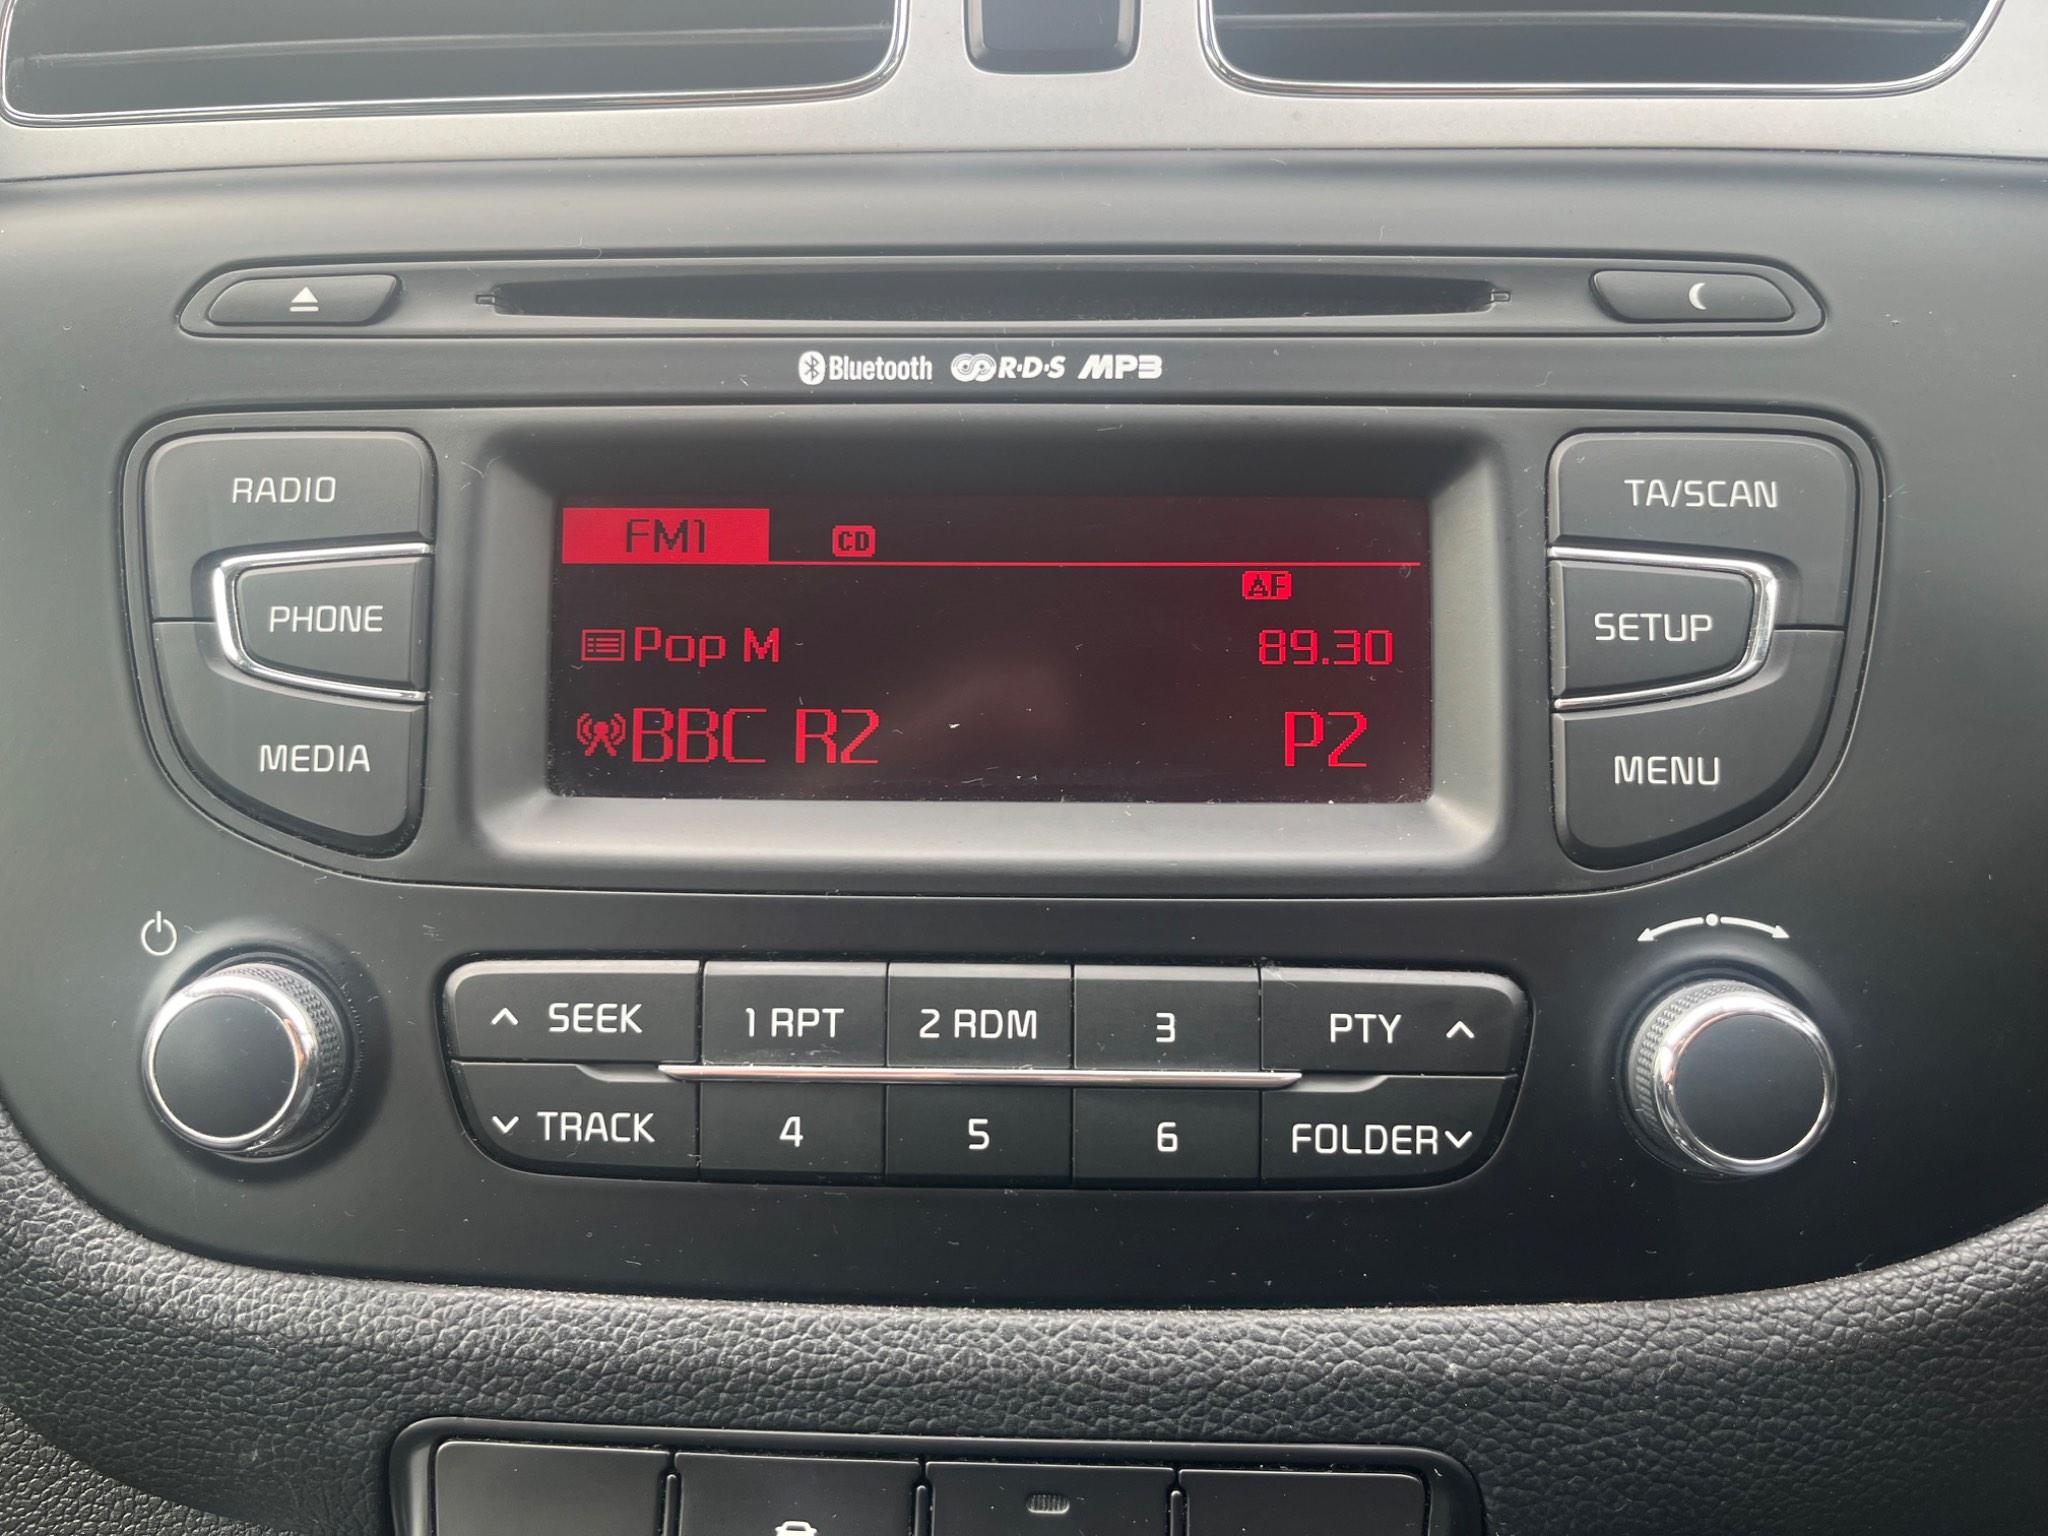 Bluetooth R·D·S MP3
RADIO
PHONE
MEDIA
FM1 CD
AF
Pop M 89.30
BBC R2 P2
TA/SCAN
SETUP
MENU
SEEK 1 RPT 2 RDM 3 PTY
TRACK 4 5 6 FOLDER